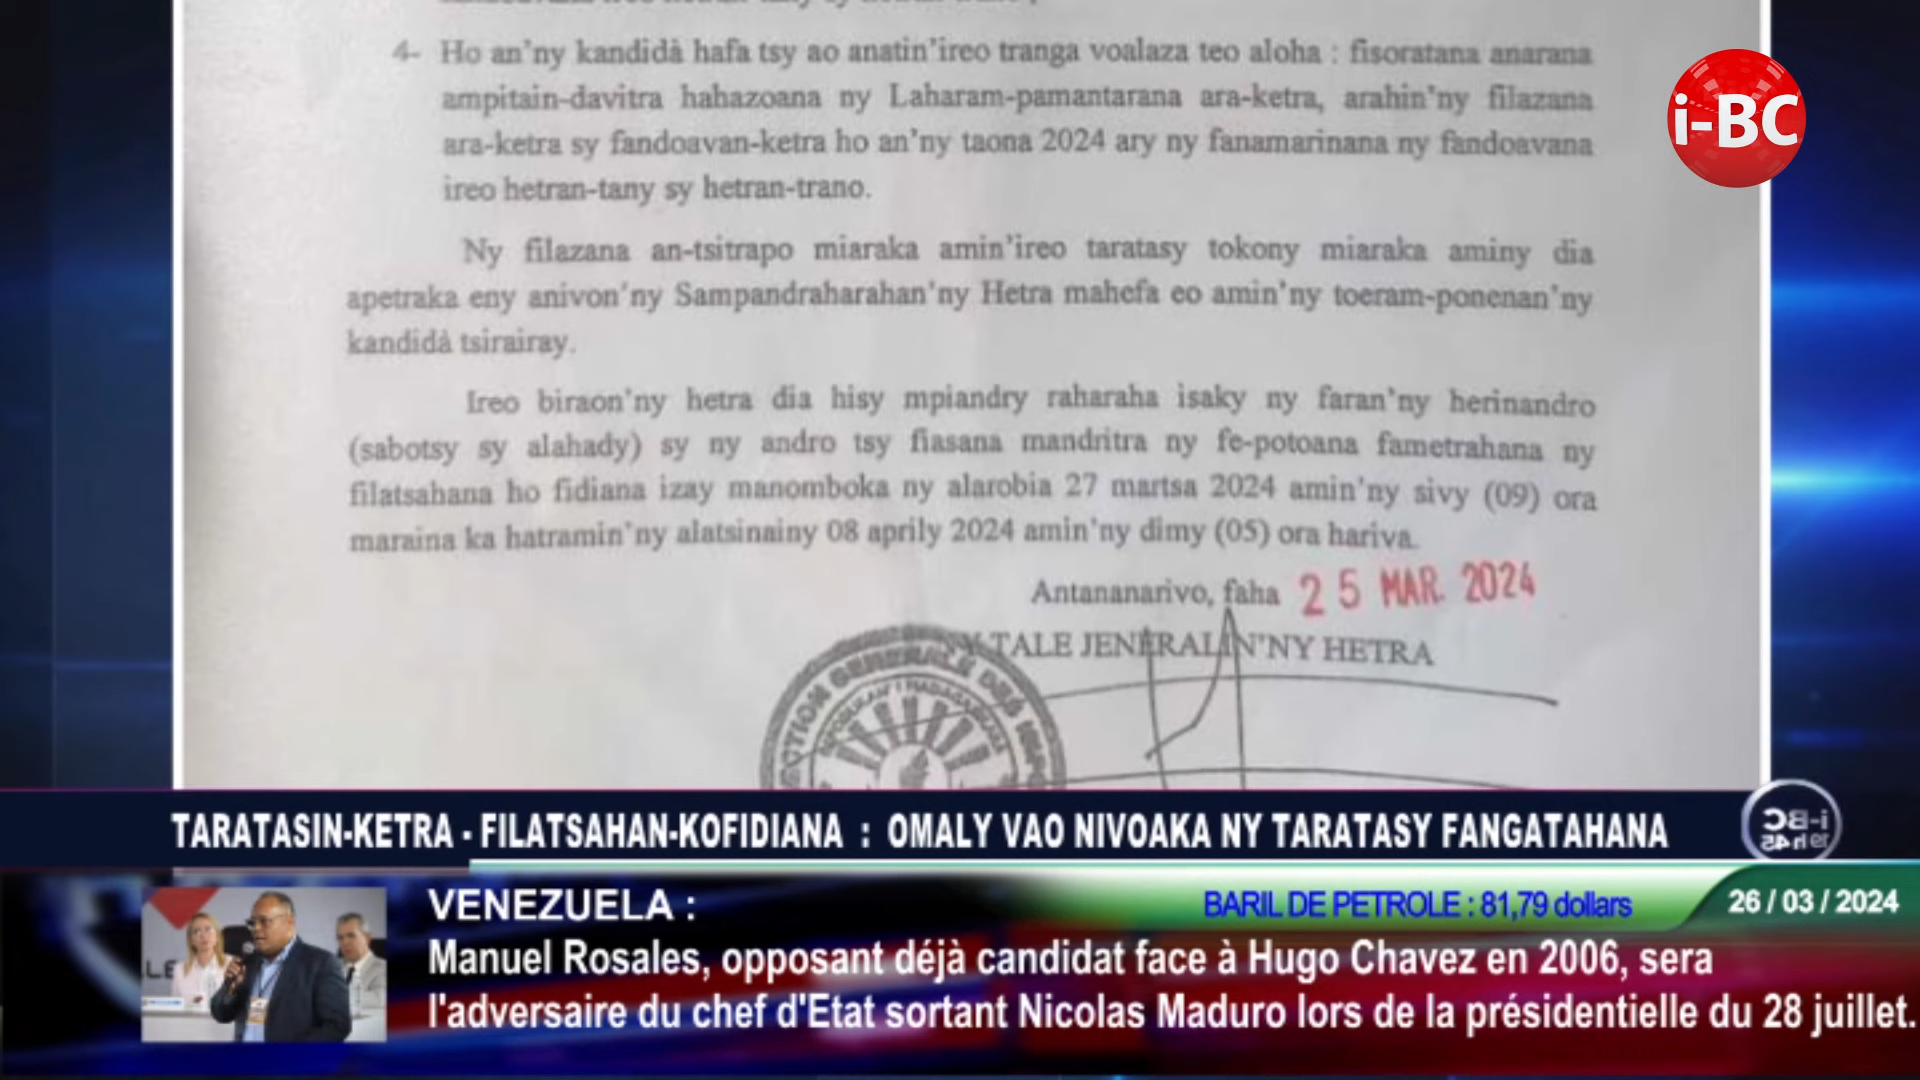 4- Ho an'ny kandidà hafa tsy ao anatin'ireo tranga voalaza teo aloha : fisoratana anarana
ampitain-davitra hahazoana ny Laharam-pamantarana ara-ketra, arahin'ny filazana
ara-ketra sy fandoavan-ketra ho an'ny taona 2024 ary ny fanamarinana ny fandoavana
ireo hetran-tany sy hetran-trano.
Ny filazana an-tsitrapo miaraka amin'ireo taratasy tokony miaraka aminy dia
apetraka eny anivon'ny Sampandraharahan'ny Hetra mahefa eo amin'ny toeram-ponenan'ny
kandidà tsirairay.
Ireo biraon'ny hetra dia hisy mpiandry raharaha isaky ny faran'ny herinandro
(sabotsy sy alahady) sy ny andro tsy fiasana mandritra ny fe-potoana fametrahana ny
filatsahana ho fidiana izay manomboka ny alarobia 27 martsa 2024 amin'ny sivy (09) ora
maraina ka hatramin'ny alatsinainy 08 aprily 2024 amin'ny dimy (05) ora hariva.
Antananarivo, faha 25 MAR. 2024
NY TALE JENERALIN'NY HETRA
i-BC
TARATASIN-KETRA - FILATSAHAN-KOFIDIANA : OMALY VAO NIVOAKA NY TARATASY FANGATAHANA
VENEZUELA :
BARIL DE PETROLE : 81,79 dollars
26 / 03 / 2024
Manuel Rosales, opposant déjà candidat face à Hugo Chavez en 2006, sera
l'adversaire du chef d'Etat sortant Nicolas Maduro lors de la présidentielle du 28 juillet.